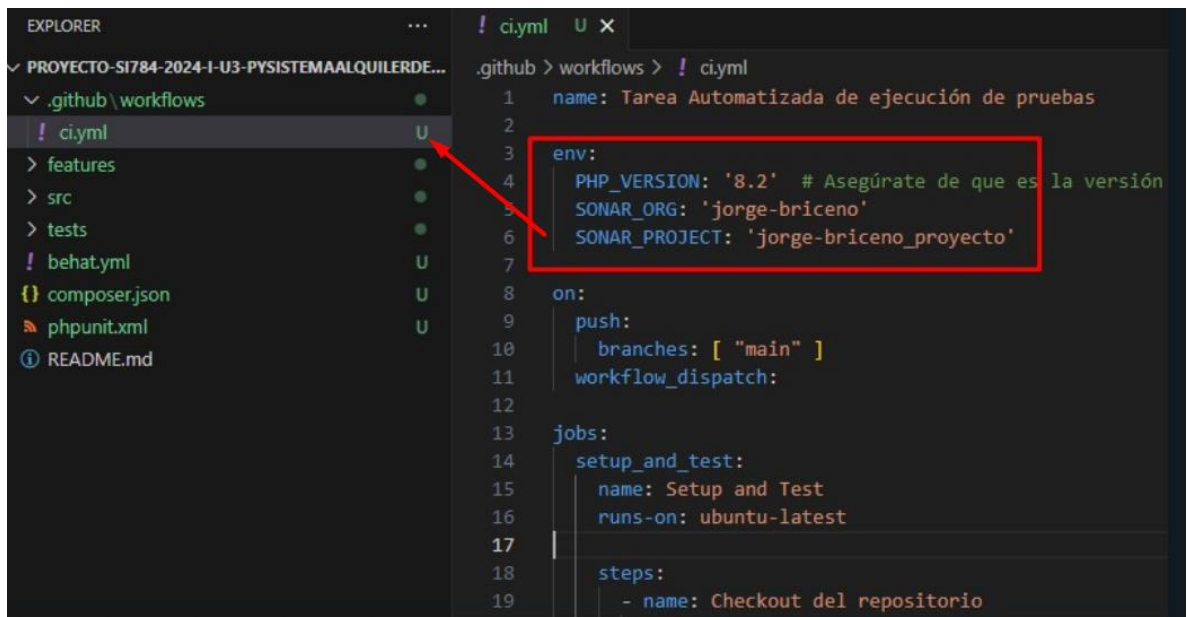 EXPLORER ...
PROYECTO-SI784-2024-I-U3-PYSISTEMAALQUILERDE...
.github\workflows
! ci.yml U
features
src
tests
! behat.yml U
{} composer.json U
phpunit.xml U
README.md
! ci.yml U
.github > workflows > ! ci.yml
1 name: Tarea Automatizada de ejecución de pruebas
2
3 env:
4 PHP_VERSION: '8.2' # Asegúrate de que es la versión
5 SONAR_ORG: 'jorge-briceno'
6 SONAR_PROJECT: 'jorge-briceno_proyecto'
7
8 on:
9 push:
10 branches: [ "main" ]
11 workflow_dispatch:
12
13 jobs:
14 setup_and_test:
15 name: Setup and Test
16 runs-on: ubuntu-latest
17
18 steps:
19 - name: Checkout del repositorio